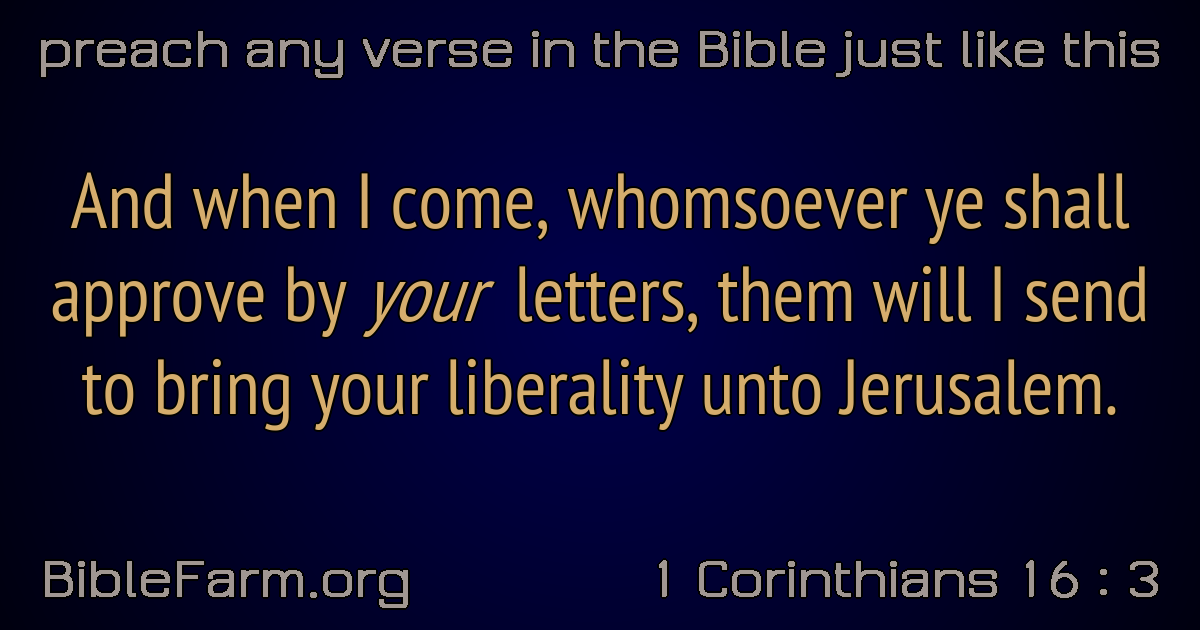 preach any verse in the Bible just like this
And when I come, whomsoever ye shall
approve by your letters, them will I send
to bring your liberality unto Jerusalem.
BibleFarm.org
1 Corinthians 16 : 3